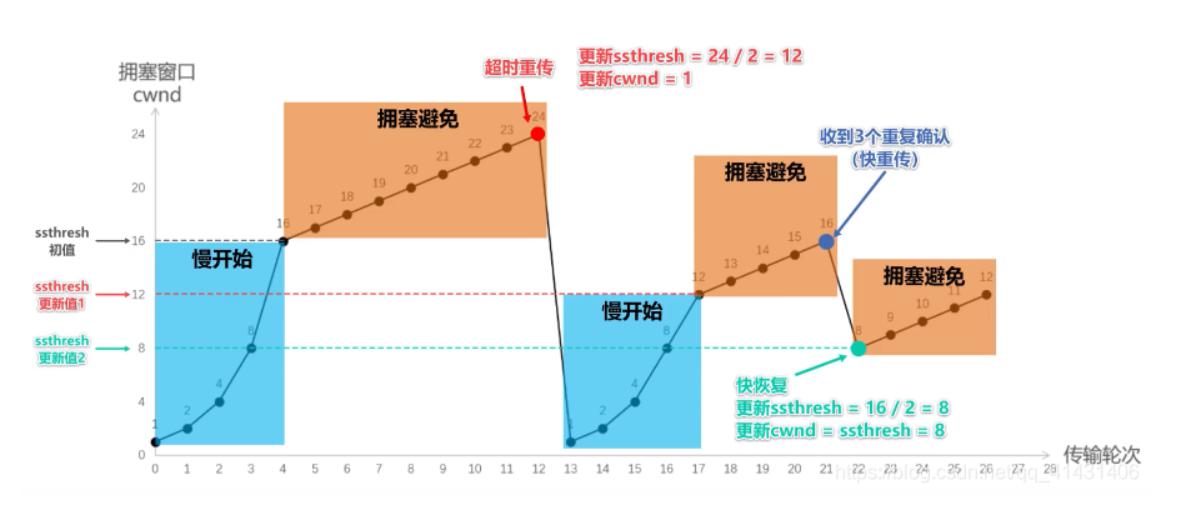 更新ssthresh = 24 / 2 = 12
更新cwnd = 1
超时重传
拥塞窗口
cwnd
拥塞避免
24
收到3个重复确认
（快重传）
24
23
22
21
20
19
18
17
16
拥塞避免
20
16
15
14
13
12
ssthresh
初值
16
慢开始
拥塞避免
12
11
10
9
8
ssthresh
更新值1
12
慢开始
ssthresh
更新值2
8
8
8
快恢复
更新ssthresh = 16 / 2 = 8
更新cwnd = ssthresh = 8
4
4
4
2
2
1
1
0
0 1 2 3 4 5 6 7 8 9 10 11 12 13 14 15 16 17 18 19 20 21 22 23 24 25 26 27 28
传输轮次
https://blog.csdn.net/qq_41431406